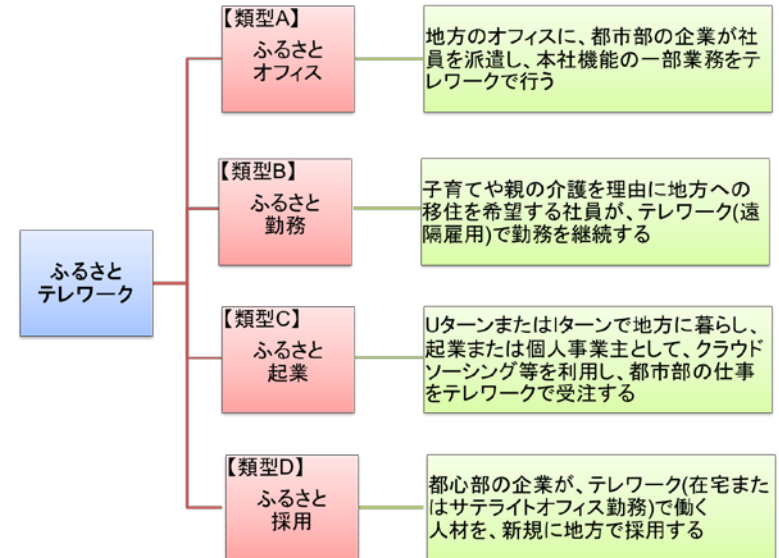 ふるさと
テレワーク
【類型A】
ふるさと
オフィス
地方のオフィスに、都市部の企業が社
員を派遣し、本社機能の一部業務をテ
レワークで行う
【類型B】
ふるさと
勤務
子育てや親の介護を理由に地方への
移住を希望する社員が、テレワーク(遠
隔雇用)で勤務を継続する
【類型C】
ふるさと
起業
UターンまたはIターンで地方に暮らし、
起業または個人事業主として、クラウド
ソーシング等を利用し、都市部の仕事
をテレワークで受注する
【類型D】
ふるさと
採用
都心部の企業が、テレワーク(在宅また
はサテライトオフィス勤務)で働く
人材を、新規に地方で採用する